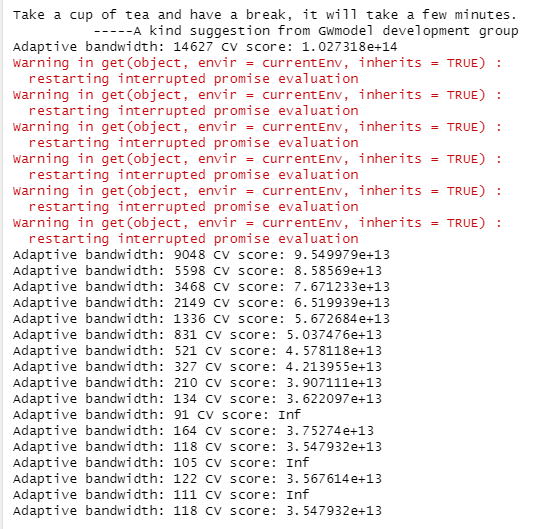 Take a cup of tea and have a break, it will take a few minutes.
-----A kind suggestion from GWmodel development group
Adaptive bandwidth: 14627 CV score: 1.027318e+14
Warning in get(object, envir = currentEnv, inherits = TRUE) :
restarting interrupted promise evaluation
Warning in get(object, envir = currentEnv, inherits = TRUE) :
restarting interrupted promise evaluation
Warning in get(object, envir = currentEnv, inherits = TRUE) :
restarting interrupted promise evaluation
Warning in get(object, envir = currentEnv, inherits = TRUE) :
restarting interrupted promise evaluation
Warning in get(object, envir = currentEnv, inherits = TRUE) :
restarting interrupted promise evaluation
Warning in get(object, envir = currentEnv, inherits = TRUE) :
restarting interrupted promise evaluation
Adaptive bandwidth: 9048 CV score: 9.549979e+13
Adaptive bandwidth: 5598 CV score: 8.58569e+13
Adaptive bandwidth: 3468 CV score: 7.671233e+13
Adaptive bandwidth: 2149 CV score: 6.519939e+13
Adaptive bandwidth: 1336 CV score: 5.672684e+13
Adaptive bandwidth: 831 CV score: 5.037476e+13
Adaptive bandwidth: 521 CV score: 4.578118e+13
Adaptive bandwidth: 327 CV score: 4.213955e+13
Adaptive bandwidth: 210 CV score: 3.907111e+13
Adaptive bandwidth: 134 CV score: 3.622097e+13
Adaptive bandwidth: 91 CV score: Inf
Adaptive bandwidth: 164 CV score: 3.75274e+13
Adaptive bandwidth: 118 CV score: 3.547932e+13
Adaptive bandwidth: 105 CV score: Inf
Adaptive bandwidth: 122 CV score: 3.567614e+13
Adaptive bandwidth: 111 CV score: Inf
Adaptive bandwidth: 118 CV score: 3.547932e+13